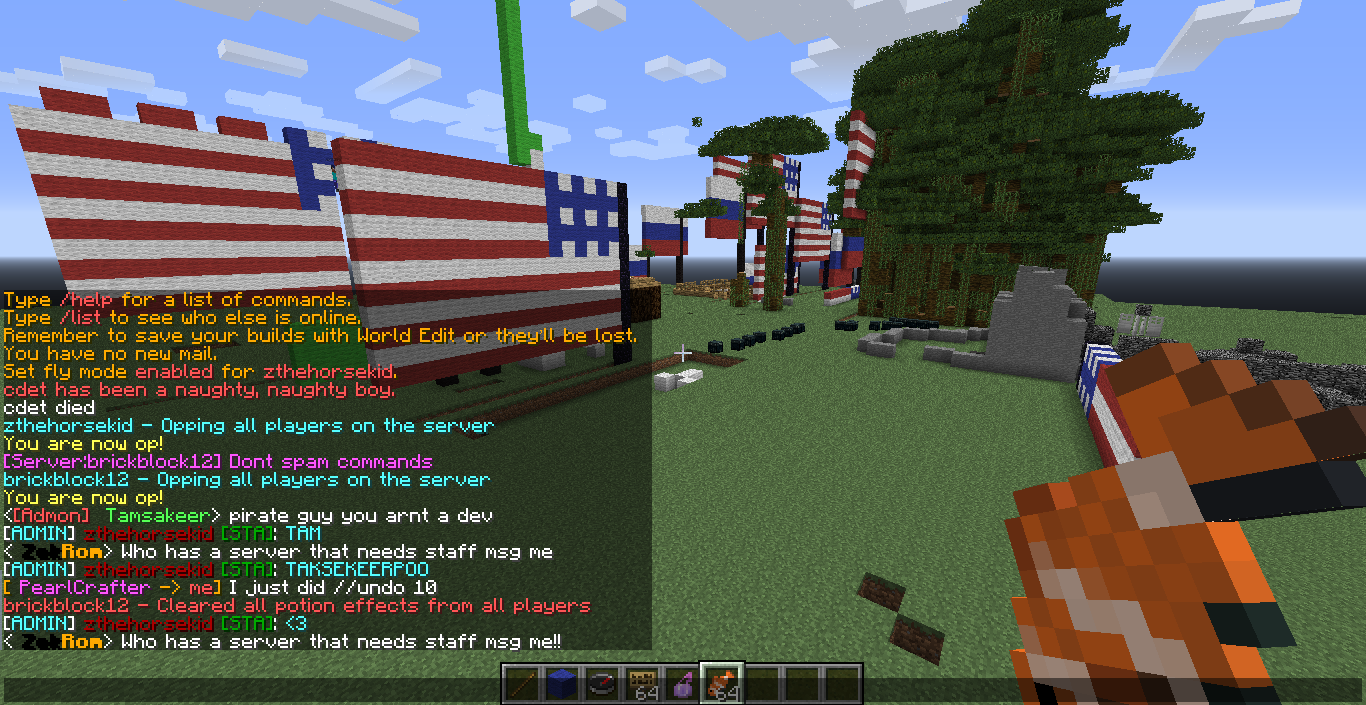 Type /help for a list of commands.
Type /list to see who else is online.
Remember to save your builds with World Edit or they'll be lost.
You have no new mail.
Set fly mode enabled for zthehorsekid.
cdet has been a naughty, naughty boy.
cdet died
zthehorsekid - Opping all players on the server
You are now op!
[Server:brickblock12] Dont spam commands
brickblock12 - Opping all players on the server
You are now op!
<[Admon] Tamsakeer> pirate guy you arnt a dev
[ADMIN] zthehorsekid [STA]: TAM
< ZekRom> Who has a server that needs staff msg me
[ADMIN] zthehorsekid [STA]: TAKSEKEERPOO
[ PearlCrafter -> me] I just did //undo 10
brickblock12 - Cleared all potion effects from all players
[ADMIN] zthehorsekid [STA]: <3
< ZekRom> Who has a server that needs staff msg me!!
64 64